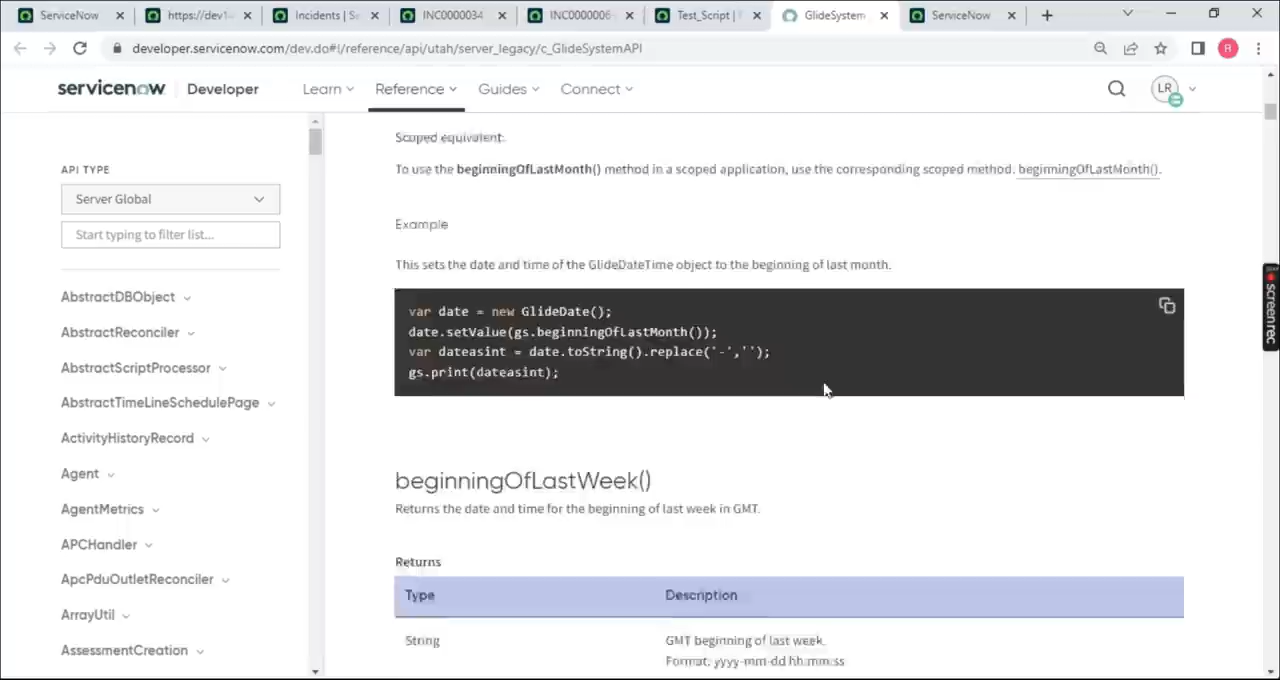 ServiceNow
https://dev1
Incidents | Se
INC0000034
INC0000006
Test_Script |
GlideSystem
ServiceNow
developer.servicenow.com/dev.do#!/reference/api/utah/server_legacy/c_GlideSystemAPI
R
servicenow Developer
Learn
Reference
Guides
Connect
LR
API TYPE
Server Global
Start typing to filter list...
AbstractDBObject
AbstractReconciler
AbstractScriptProcessor
AbstractTimeLineSchedulePage
ActivityHistoryRecord
Agent
AgentMetrics
APCHandler
ApcPduOutletReconciler
ArrayUtil
AssessmentCreation
Scoped equivalent:
To use the beginningOfLastMonth() method in a scoped application, use the corresponding scoped method. beginningOfLastMonth().
Example
This sets the date and time of the GlideDateTime object to the beginning of last month.
var date = new GlideDate();
date.setValue(gs.beginningOfLastMonth());
var dateasint = date.toString().replace('-','');
gs.print(dateasint);
beginningOfLastWeek()
Returns the date and time for the beginning of last week in GMT.
Returns
Type Description
String GMT beginning of last week.
Format: yyyy-mm-dd hh:mm:ss
screenrec